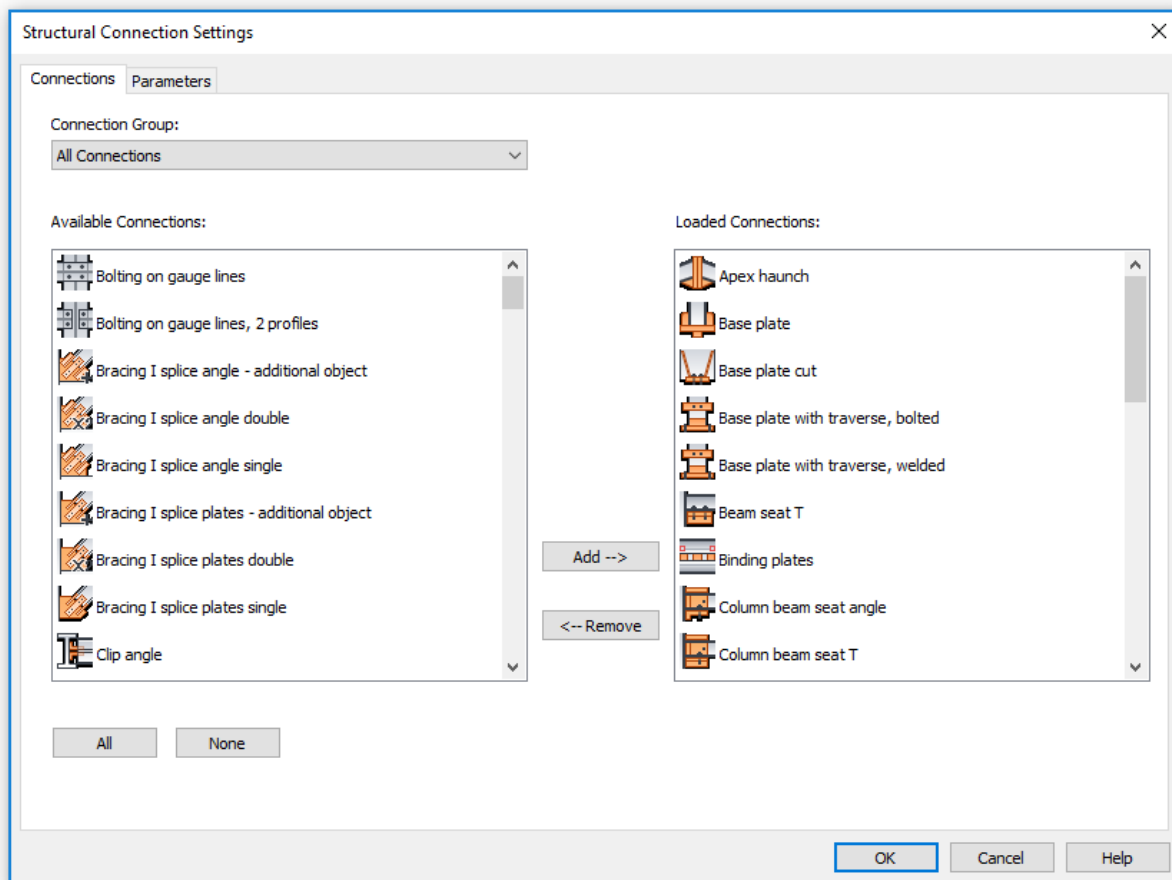 Structural Connection Settings
Connections
Parameters
Connection Group:
All Connections
Available Connections:
Bolting on gauge lines
Bolting on gauge lines, 2 profiles
Bracing I splice angle - additional object
Bracing I splice angle double
Bracing I splice angle single
Bracing I splice plates - additional object
Bracing I splice plates double
Bracing I splice plates single
Clip angle
Add -->
<-- Remove
Loaded Connections:
Apex haunch
Base plate
Base plate cut
Base plate with traverse, bolted
Base plate with traverse, welded
Beam seat T
Binding plates
Column beam seat angle
Column beam seat T
All
None
OK
Cancel
Help